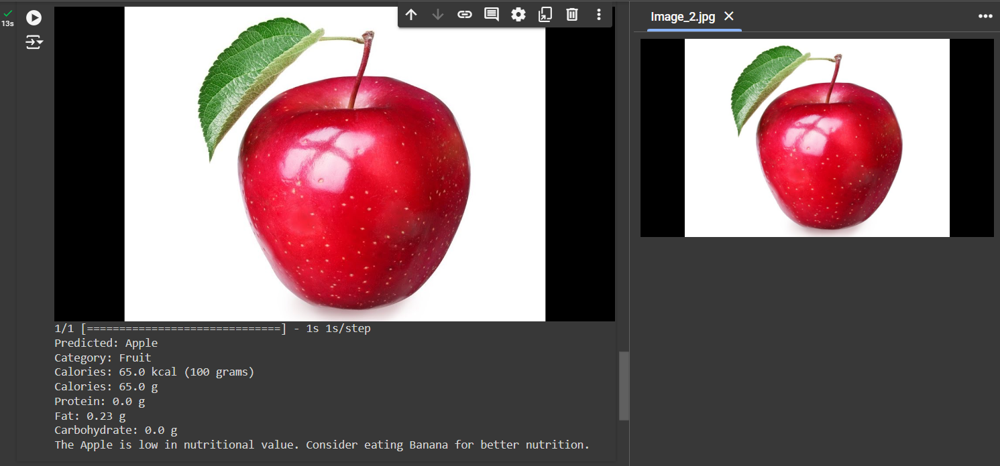 13s
Image_2.jpg
1/1 [==============================] - 1s 1s/step
Predicted: Apple
Category: Fruit
Calories: 65.0 kcal (100 grams)
Calories: 65.0 g
Protein: 0.0 g
Fat: 0.23 g
Carbohydrate: 0.0 g
The Apple is low in nutritional value. Consider eating Banana for better nutrition.